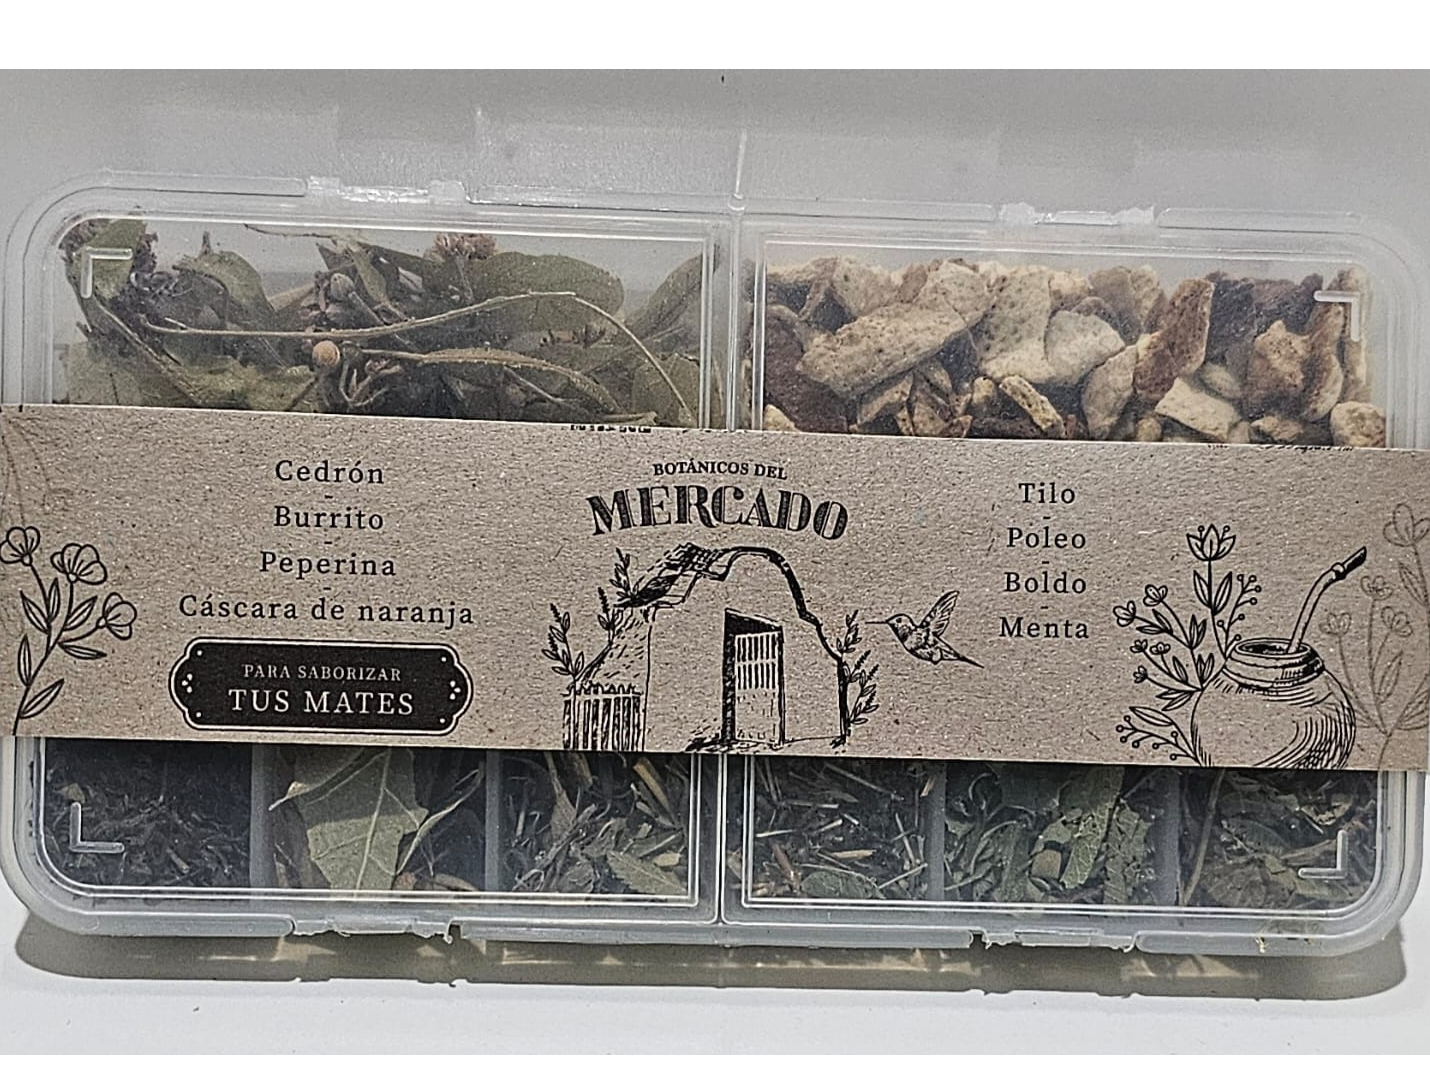 Cedrón
-
Burrito
-
Peperina
-
Cáscara de naranja
PARA SABORIZAR
TUS MATES
BOTÁNICOS DEL
MERCADO
Tilo
-
Poleo
-
Boldo
-
Menta